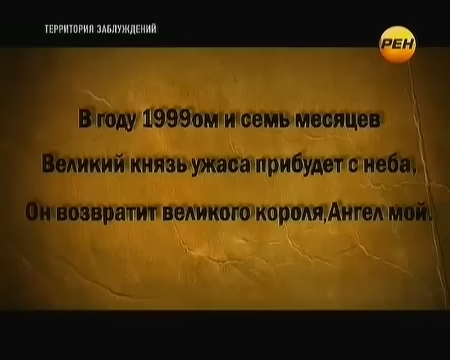 ТЕРРИТОРИЯ ЗАБЛУЖДЕНИЙ
РЕН
В году 1999ом и семь месяцев
Великий князь ужаса прибудет с неба,
Он возвратит великого короля,Ангел мой.